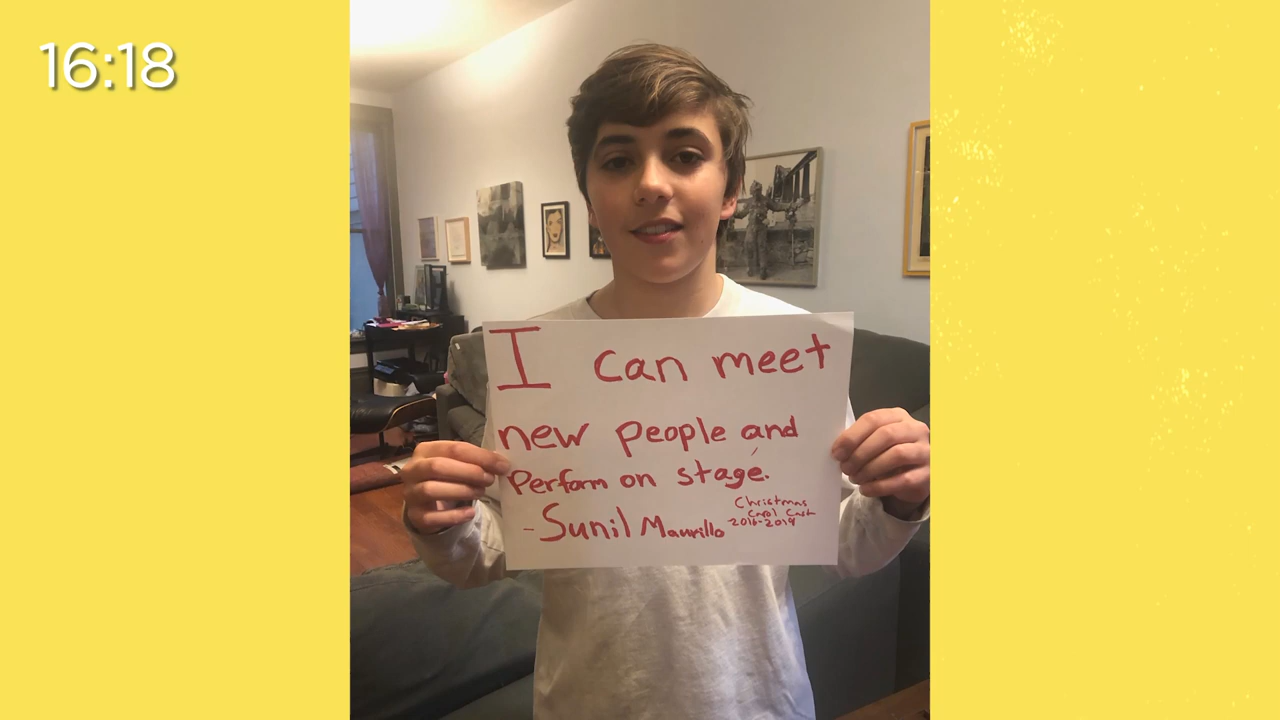 16:18
I can meet
new people and
Perform on stage.
-Sunil Maurillo
Christmas
Carol Cast
2016-2019